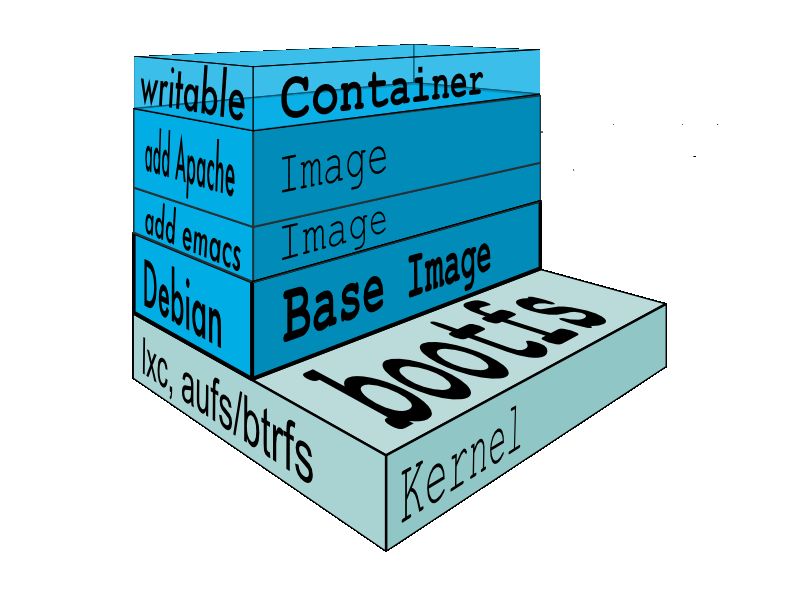 writable Container
add Apache Image
add emacs Image
Debian Base Image
bootfs
lxc, aufs/btrfs
Kernel